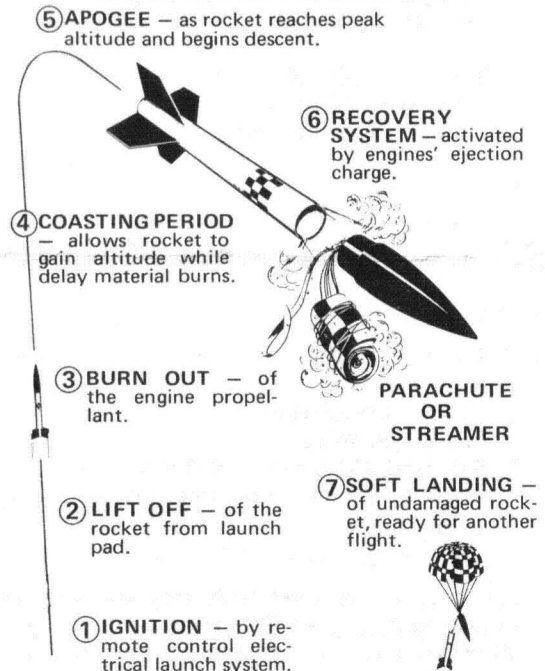 ⑤APOGEE — as rocket reaches peak
altitude and begins descent.
⑥RECOVERY
SYSTEM — activated
by engines' ejection
charge.
④COASTING PERIOD
— allows rocket to
gain altitude while
delay material burns.
③BURN OUT — of
the engine propel-
lant.
PARACHUTE
OR
STREAMER
②LIFT OFF — of the
rocket from launch
pad.
⑦SOFT LANDING —
of undamaged rock-
et, ready for another
flight.
①IGNITION — by re-
mote control elec-
trical launch system.